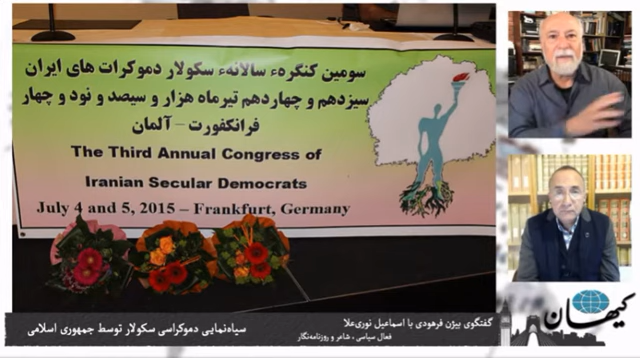 سومین کنگرهء سالانهء سکولار دموکرات های ایران
سیزدهم و چهاردهم تیرماه هزار و سیصد و نود و چهار
فرانکفورت - آلمان
The Third Annual Congress of
Iranian Secular Democrats
July 4 and 5, 2015 – Frankfurt, Germany
کیهان
گفتگوی بیژن فرهودی با اسماعیل نوری‌علا
فعال سیاسی ، شاعر و روزنامه‌نگار
سیاه‌نمایی دموکراسی سکولار توسط جمهوری اسلامی